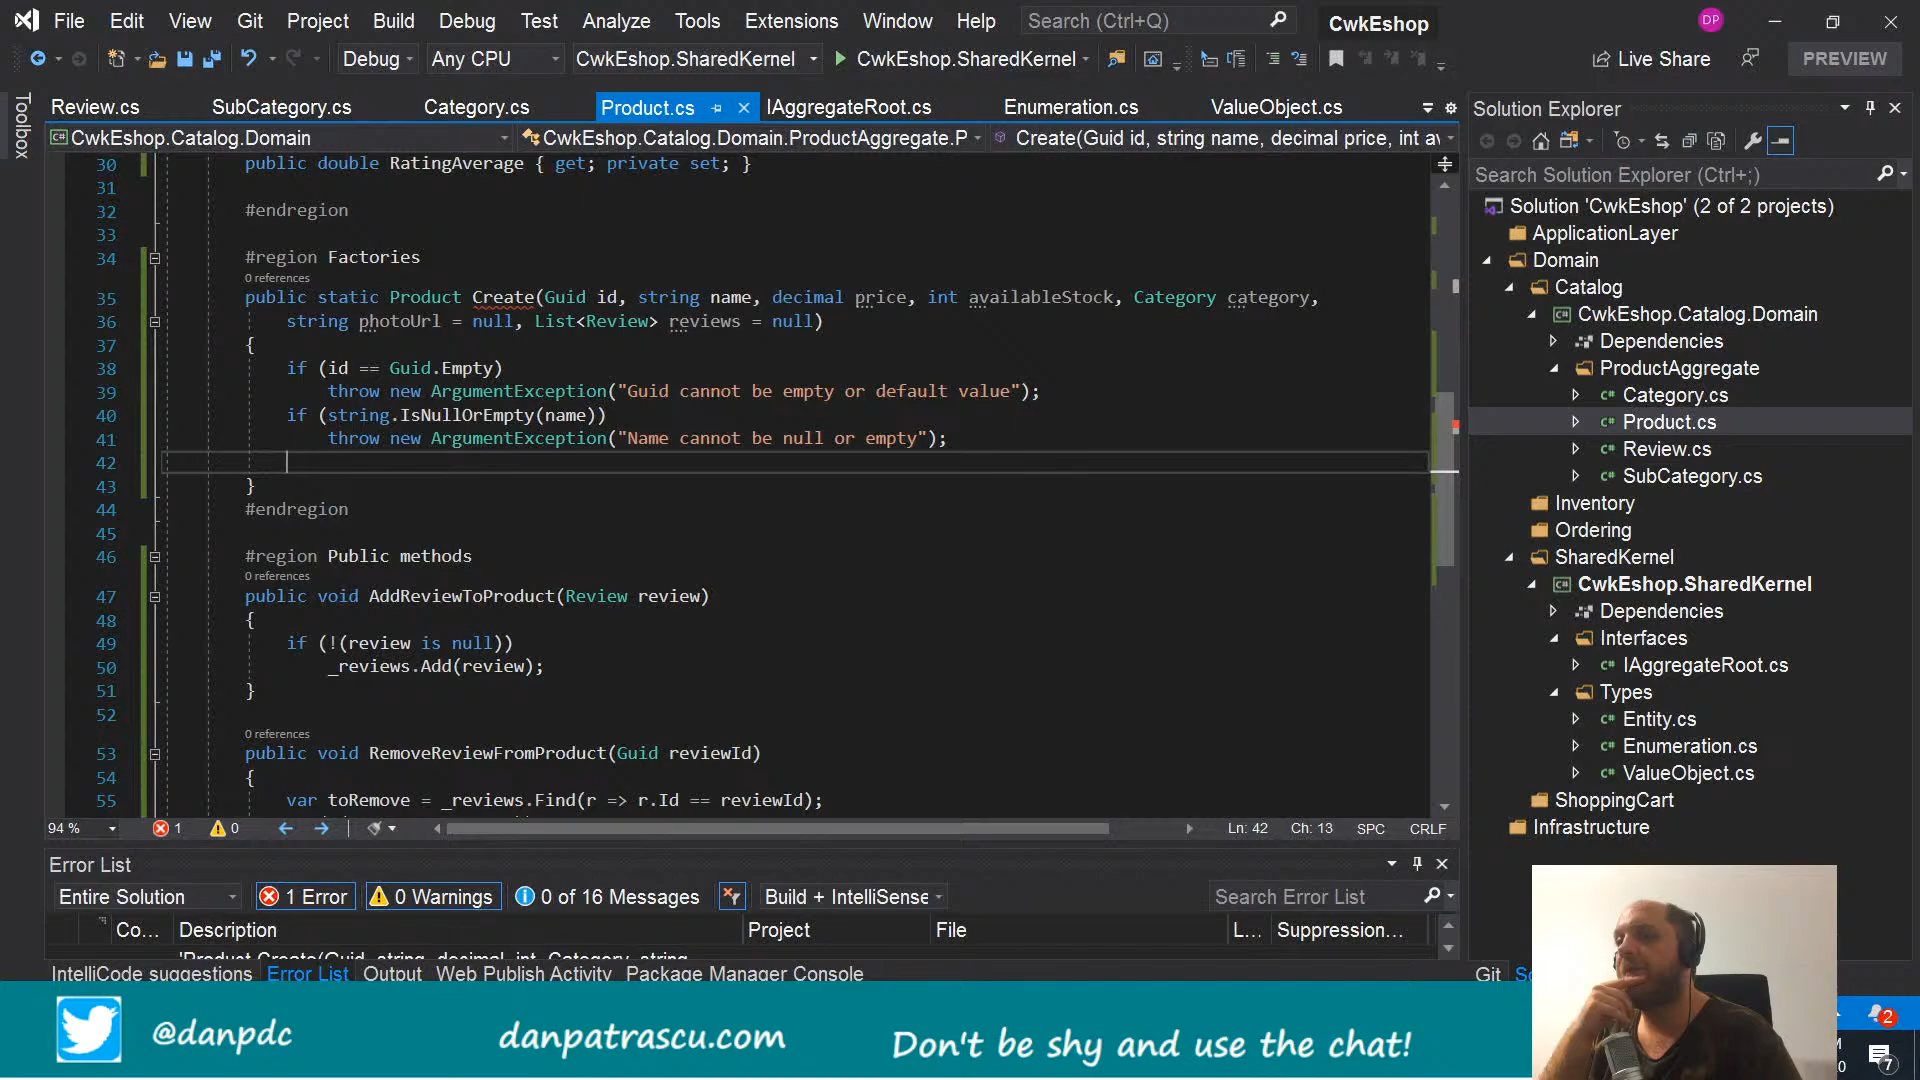 File Edit View Git Project Build Debug Test Analyze Tools Extensions Window Help Search (Ctrl+Q) CwkEshop DP
Debug Any CPU CwkEshop.SharedKernel CwkEshop.SharedKernel Live Share PREVIEW
Toolbox
Review.cs SubCategory.cs Category.cs Product.cs IAggregateRoot.cs Enumeration.cs ValueObject.cs
CwkEshop.Catalog.Domain CwkEshop.Catalog.Domain.ProductAggregate.P Create(Guid id, string name, decimal price, int av
30 public double RatingAverage { get; private set; }
31
32 #endregion
33
34 #region Factories
0 references
35 public static Product Create(Guid id, string name, decimal price, int availableStock, Category category,
36 string photoUrl = null, List<Review> reviews = null)
37 {
38 if (id == Guid.Empty)
39 throw new ArgumentException("Guid cannot be empty or default value");
40 if (string.IsNullOrEmpty(name))
41 throw new ArgumentException("Name cannot be null or empty");
42
43 }
44 #endregion
45
46 #region Public methods
0 references
47 public void AddReviewToProduct(Review review)
48 {
49 if (!(review is null))
50 _reviews.Add(review);
51 }
52
0 references
53 public void RemoveReviewFromProduct(Guid reviewId)
54 {
55 var toRemove = _reviews.Find(r => r.Id == reviewId);
94 % 1 0 Ln: 42 Ch: 13 SPC CRLF
Error List
Entire Solution 1 Error 0 Warnings 0 of 16 Messages Build + IntelliSense Search Error List
Co... Description Project File L... Suppression...
'Product.Create(Guid, string, decimal, int, Category, string,
IntelliCode suggestions Error List Output Web Publish Activity Package Manager Console
Solution Explorer
Search Solution Explorer (Ctrl+;)
Solution 'CwkEshop' (2 of 2 projects)
ApplicationLayer
Domain
Catalog
CwkEshop.Catalog.Domain
Dependencies
ProductAggregate
Category.cs
Product.cs
Review.cs
SubCategory.cs
Inventory
Ordering
SharedKernel
CwkEshop.SharedKernel
Dependencies
Interfaces
IAggregateRoot.cs
Types
Entity.cs
Enumeration.cs
ValueObject.cs
ShoppingCart
Infrastructure
Git
@danpdc danpatrascu.com Don't be shy and use the chat!
2
7